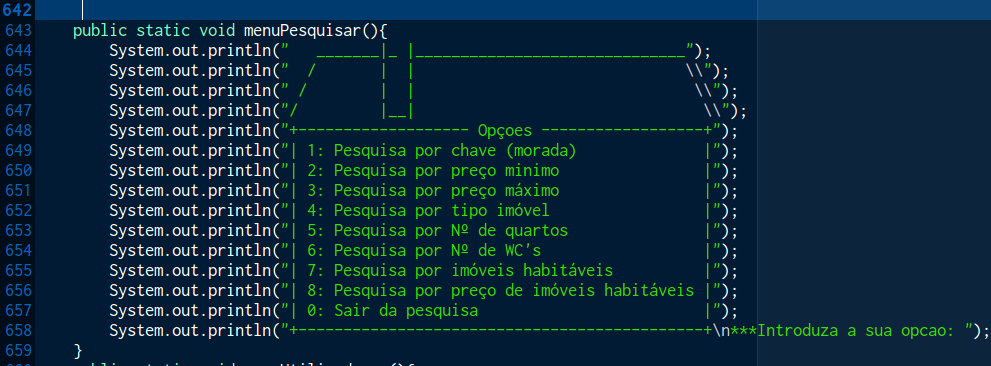 642
643 public static void menuPesquisar(){
644 System.out.println("   _______|_ |______________________________");
645 System.out.println("  /       |  |                              \\");
646 System.out.println(" /        |  |                               \\");
647 System.out.println("/         |__|                                \\");
648 System.out.println("+------------------- Opçoes ------------------+");
649 System.out.println("| 1: Pesquisa por chave (morada)              |");
650 System.out.println("| 2: Pesquisa por preço minimo                |");
651 System.out.println("| 3: Pesquisa por preço máximo                |");
652 System.out.println("| 4: Pesquisa por tipo imóvel                 |");
653 System.out.println("| 5: Pesquisa por Nº de quartos               |");
654 System.out.println("| 6: Pesquisa por Nº de WC's                  |");
655 System.out.println("| 7: Pesquisa por imóveis habitáveis          |");
656 System.out.println("| 8: Pesquisa por preço de imóveis habitáveis |");
657 System.out.println("| 0: Sair da pesquisa                         |");
658 System.out.println("+---------------------------------------------+\n***Introduza a sua opcao: ");
659 }